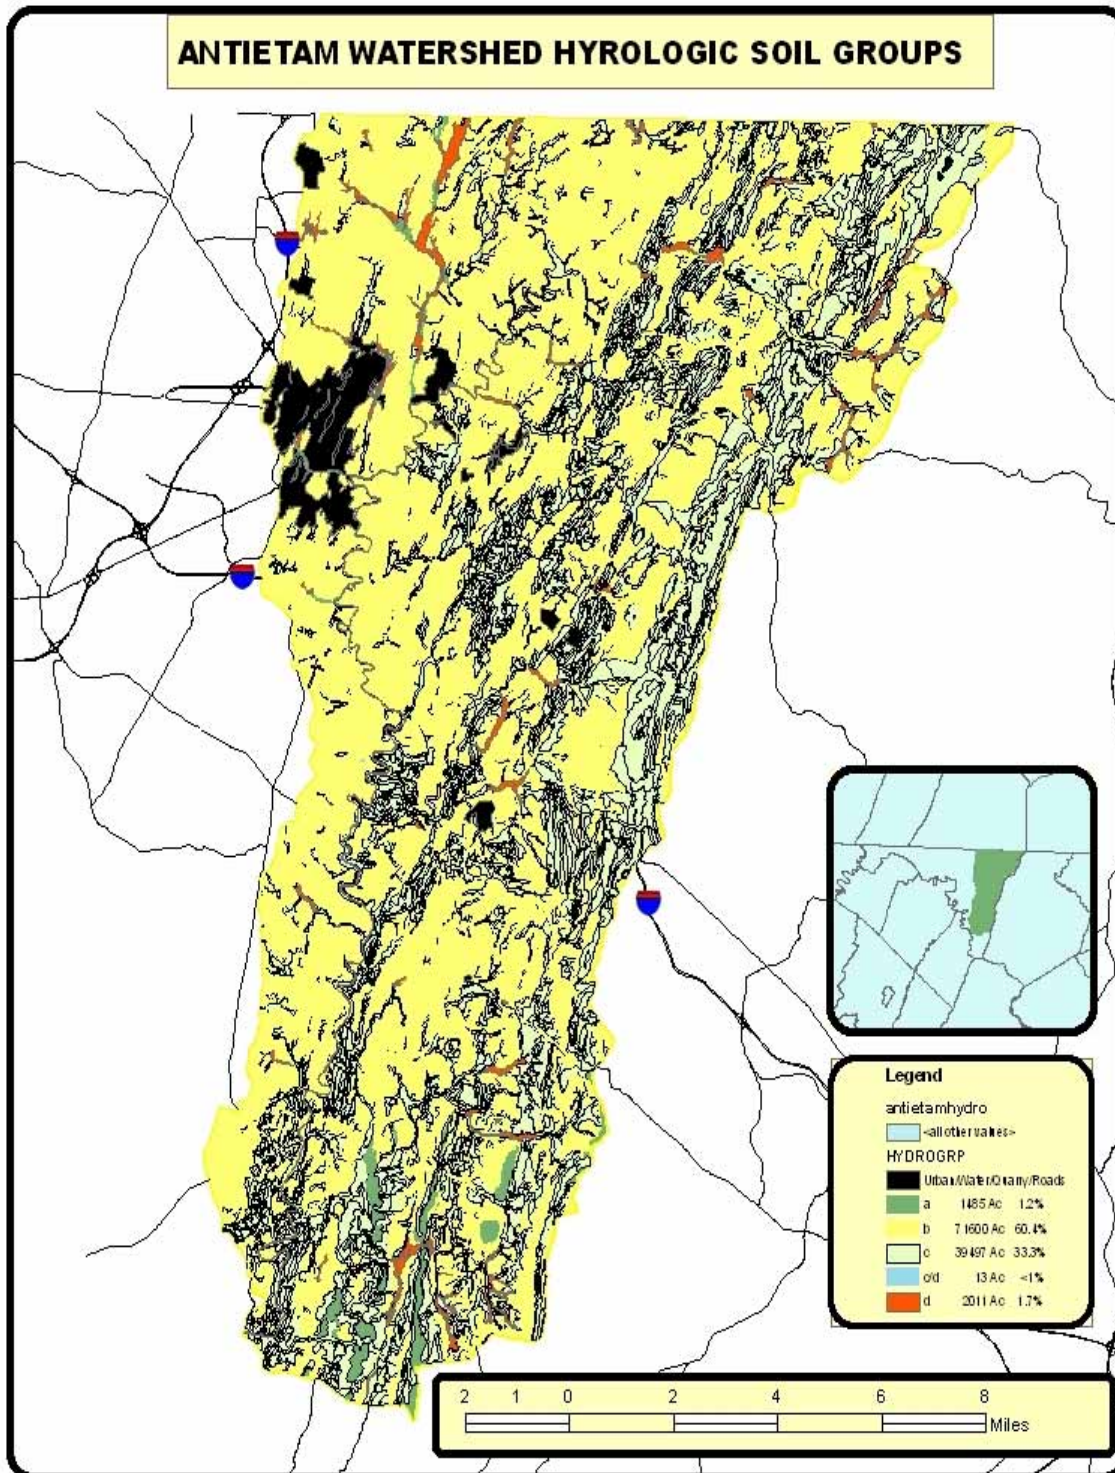 ANTIETAM WATERSHED HYROLOGIC SOIL GROUPS
Legend
antietamhydro
<all other values>
HYDROGRP
Urban/Water/Quarry/Roads
a 1485 Ac 1.2%
b 71600 Ac 60.4%
c 39497 Ac 33.3%
c/d 13 Ac <1%
d 2011 Ac 1.7%
2 1 0 2 4 6 8
Miles